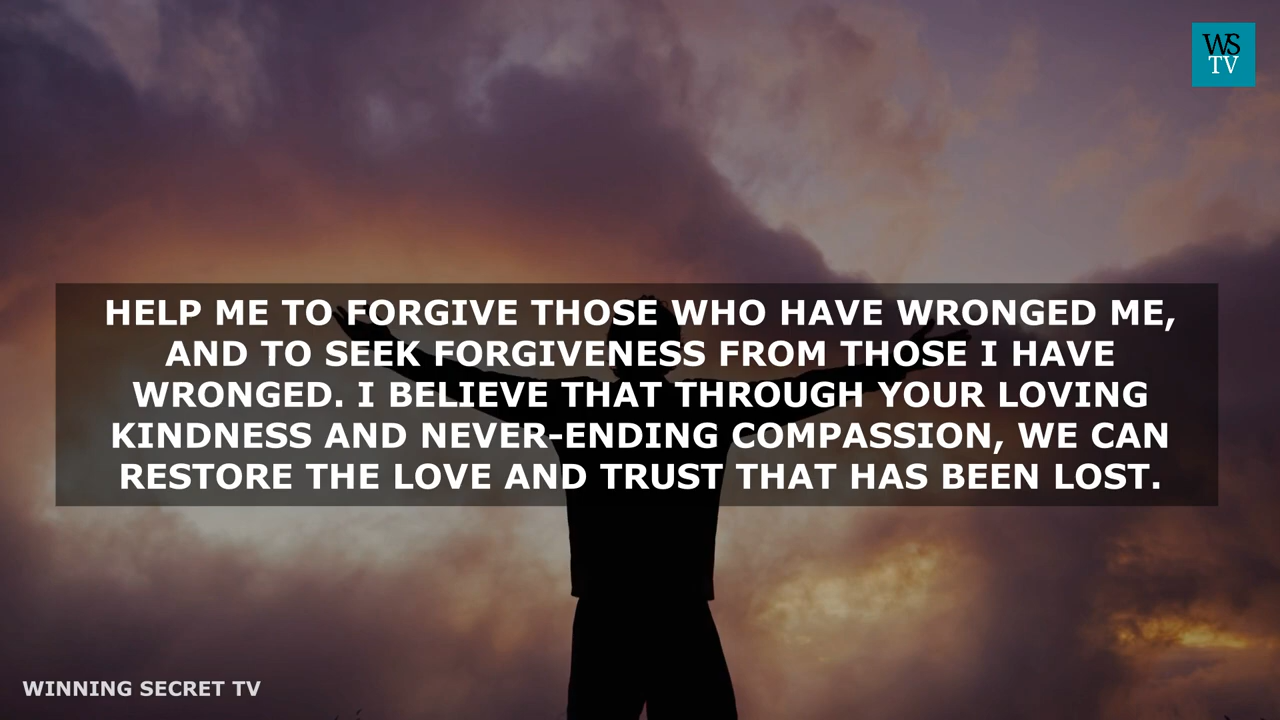 WS
TV
HELP ME TO FORGIVE THOSE WHO HAVE WRONGED ME,
AND TO SEEK FORGIVENESS FROM THOSE I HAVE
WRONGED. I BELIEVE THAT THROUGH YOUR LOVING
KINDNESS AND NEVER-ENDING COMPASSION, WE CAN
RESTORE THE LOVE AND TRUST THAT HAS BEEN LOST.
WINNING SECRET TV